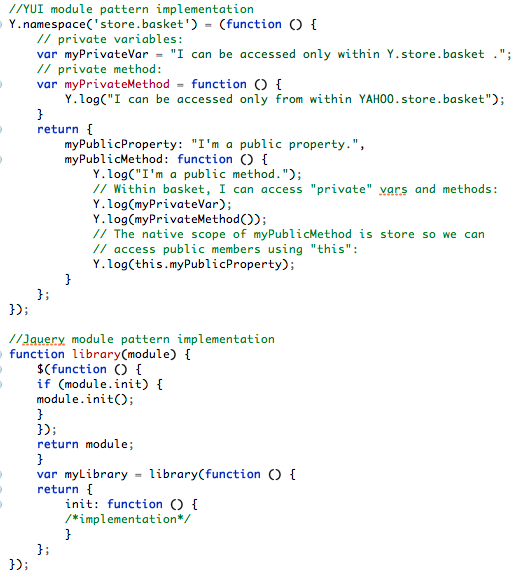 //YUI module pattern implementation
Y.namespace('store.basket') = (function () {
    // private variables:
    var myPrivateVar = "I can be accessed only within Y.store.basket .";
    // private method:
    var myPrivateMethod = function () {
        Y.log("I can be accessed only from within YAHOO.store.basket");
    }
    return {
        myPublicProperty: "I'm a public property.",
        myPublicMethod: function () {
            Y.log("I'm a public method.");
            // Within basket, I can access "private" vars and methods:
            Y.log(myPrivateVar);
            Y.log(myPrivateMethod());
            // The native scope of myPublicMethod is store so we can
            // access public members using "this":
            Y.log(this.myPublicProperty);
        }
    };
});
//Jquery module pattern implementation
function library(module) {
    $(function () {
    if (module.init) {
    module.init();
    }
    });
    return module;
    }
    var myLibrary = library(function () {
    return {
        init: function () {
        /*implementation*/
        }
    };
});